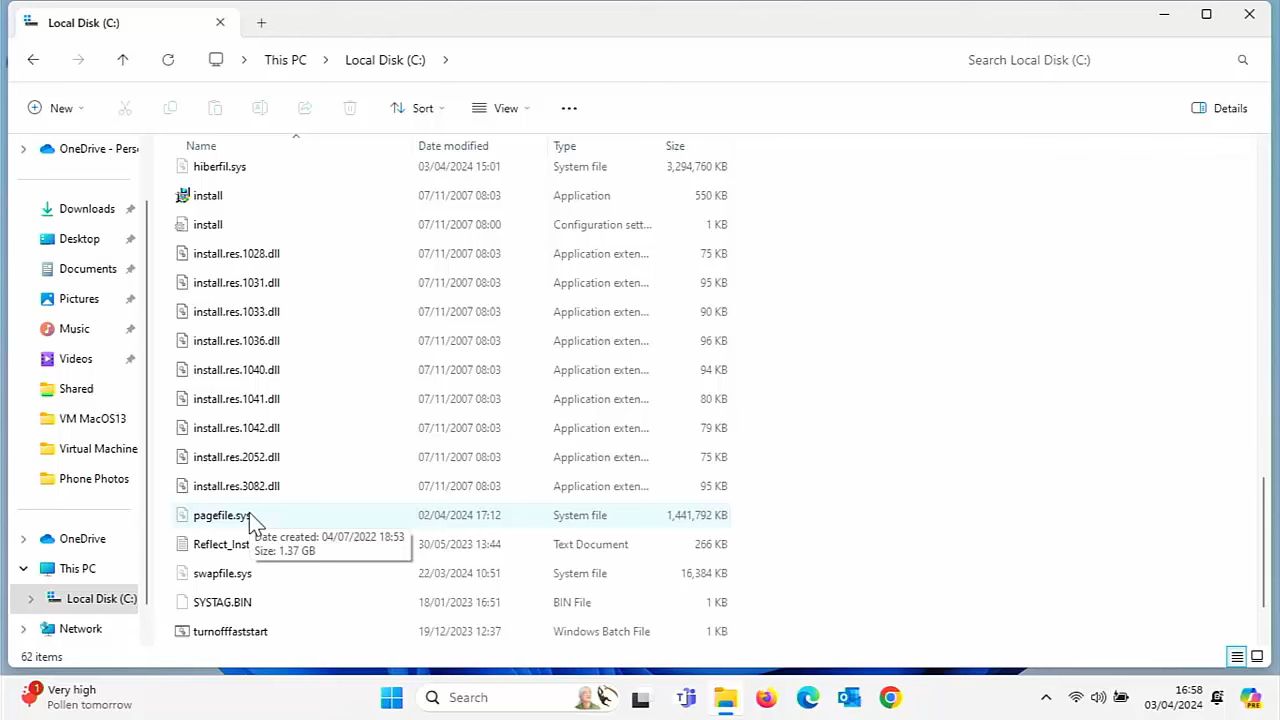 Local Disk (C:)
This PC
Local Disk (C:)
Search Local Disk (C:)
New
Sort
View
Details
OneDrive - Pers
Downloads
Desktop
Documents
Pictures
Music
Videos
Shared
VM MacOS13
Virtual Machine
Phone Photos
OneDrive
This PC
Local Disk (C:)
Network
Name Date modified Type Size
hiberfil.sys 03/04/2024 15:01 System file 3,294,760 KB
install 07/11/2007 08:03 Application 550 KB
install 07/11/2007 08:00 Configuration sett... 1 KB
install.res.1028.dll 07/11/2007 08:03 Application exten... 75 KB
install.res.1031.dll 07/11/2007 08:03 Application exten... 95 KB
install.res.1033.dll 07/11/2007 08:03 Application exten... 90 KB
install.res.1036.dll 07/11/2007 08:03 Application exten... 96 KB
install.res.1040.dll 07/11/2007 08:03 Application exten... 94 KB
install.res.1041.dll 07/11/2007 08:03 Application exten... 80 KB
install.res.1042.dll 07/11/2007 08:03 Application exten... 79 KB
install.res.2052.dll 07/11/2007 08:03 Application exten... 75 KB
install.res.3082.dll 07/11/2007 08:03 Application exten... 95 KB
pagefile.sys 02/04/2024 17:12 System file 1,441,792 KB
Date created: 04/07/2022 18:53
Size: 1.37 GB
Reflect_Inst 30/05/2023 13:44 Text Document 266 KB
swapfile.sys 22/03/2024 10:51 System file 16,384 KB
SYSTAG.BIN 18/01/2023 16:51 BIN File 1 KB
turnofffaststart 19/12/2023 12:37 Windows Batch File 1 KB
62 items
1
Very high
Pollen tomorrow
Search
16:58
03/04/2024
PRE